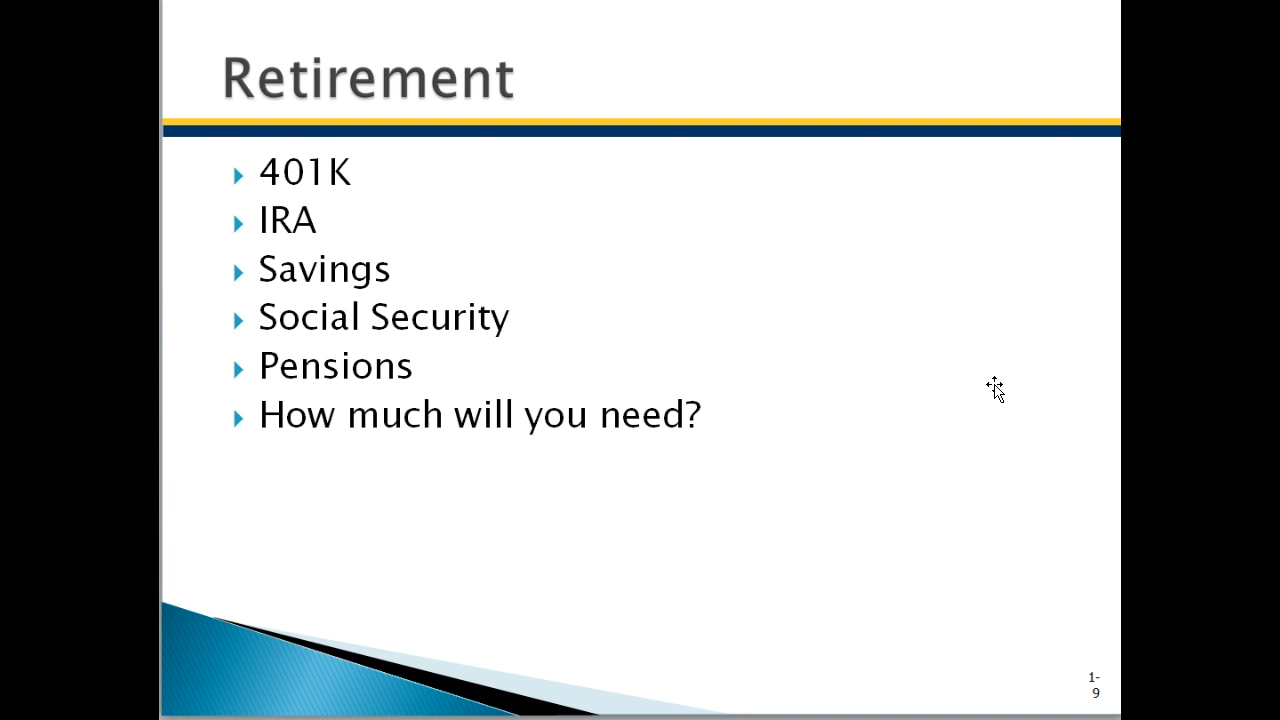 Retirement
401K
IRA
Savings
Social Security
Pensions
How much will you need?
1-
9